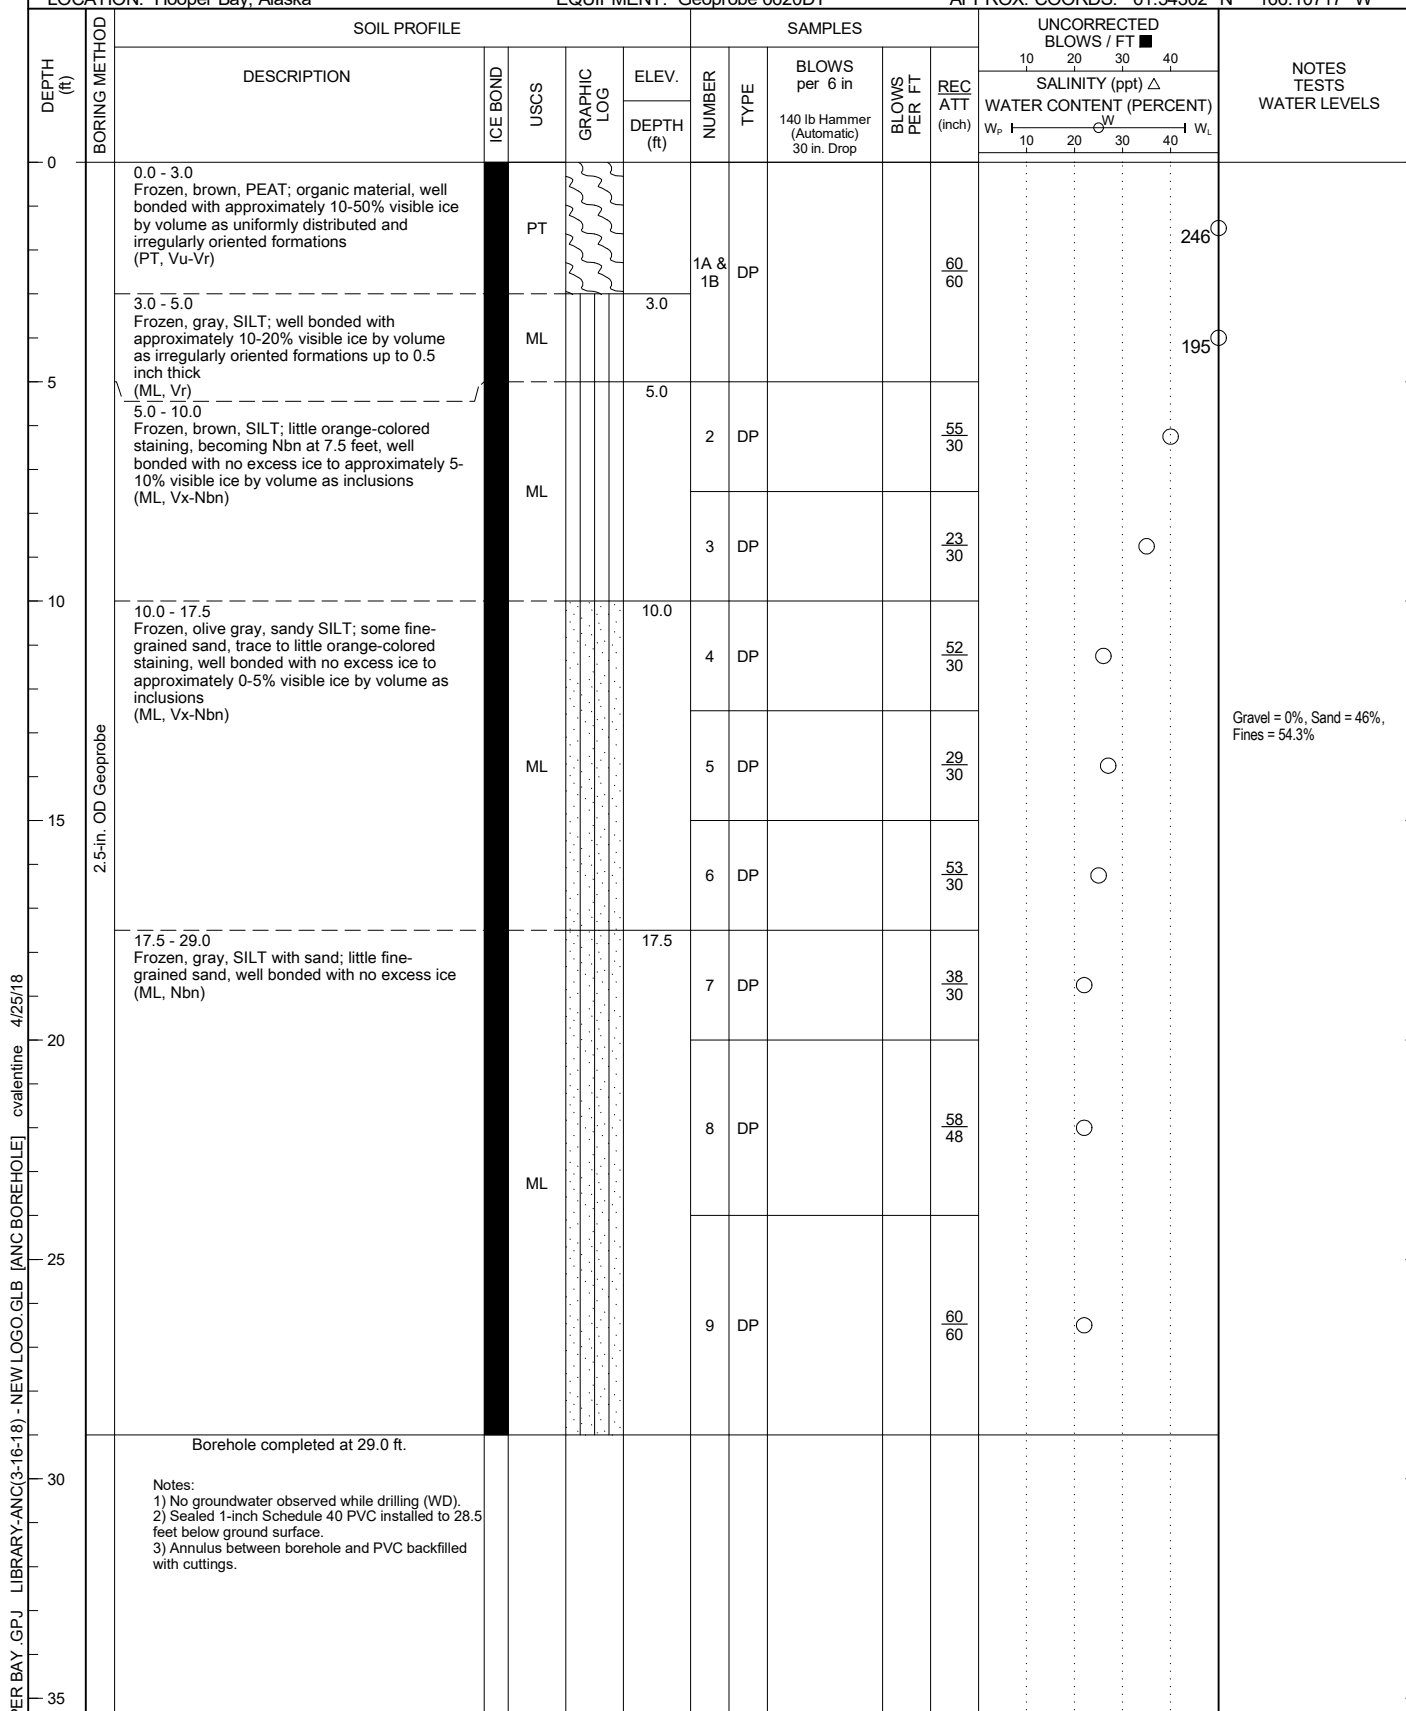 LOCATION: Hooper Bay, Alaska
EQUIPMENT: Geoprobe 6620DT
APPROX. COORDS:
DEPTH
(ft)
BORING METHOD
SOIL PROFILE
DESCRIPTION
ICE BOND
USCS
GRAPHIC
LOG
ELEV.
DEPTH
(ft)
SAMPLES
NUMBER
TYPE
BLOWS
per 6 in
140 lb Hammer
(Automatic)
30 in. Drop
BLOWS
PER FT
REC
ATT
(inch)
UNCORRECTED
BLOWS / FT ■
10 20 30 40
SALINITY (ppt) △
WATER CONTENT (PERCENT)
Wₚ W W_L
10 20 30 40
NOTES
TESTS
WATER LEVELS
0
0.0 - 3.0
Frozen, brown, PEAT; organic material, well
bonded with approximately 10-50% visible ice
by volume as uniformly distributed and
irregularly oriented formations
(PT, Vu-Vr)
PT
1A &
1B
DP
60
60
246
3.0 - 5.0
3.0
Frozen, gray, SILT; well bonded with
approximately 10-20% visible ice by volume
as irregularly oriented formations up to 0.5
inch thick
(ML, Vr)
ML
195
5
5.0
5.0 - 10.0
Frozen, brown, SILT; little orange-colored
staining, becoming Nbn at 7.5 feet, well
bonded with no excess ice to approximately 5-
10% visible ice by volume as inclusions
(ML, Vx-Nbn)
ML
2 DP
55
30
3 DP
23
30
10
10.0 - 17.5
10.0
Frozen, olive gray, sandy SILT; some fine-
grained sand, trace to little orange-colored
staining, well bonded with no excess ice to
approximately 0-5% visible ice by volume as
inclusions
(ML, Vx-Nbn)
ML
4 DP
52
30
Gravel = 0%, Sand = 46%,
Fines = 54.3%
5 DP
29
30
2.5-in. OD Geoprobe
15
6 DP
53
30
17.5 - 29.0
17.5
Frozen, gray, SILT with sand; little fine-
grained sand, well bonded with no excess ice
(ML, Nbn)
7 DP
38
30
20
8 DP
58
48
ML
25
9 DP
60
60
Borehole completed at 29.0 ft.
30
Notes:
1) No groundwater observed while drilling (WD).
2) Sealed 1-inch Schedule 40 PVC installed to 28.5
feet below ground surface.
3) Annulus between borehole and PVC backfilled
with cuttings.
35
PER BAY .GPJ LIBRARY-ANC(3-16-18) - NEW LOGO.GLB [ANC BOREHOLE] cvalentine 4/25/18